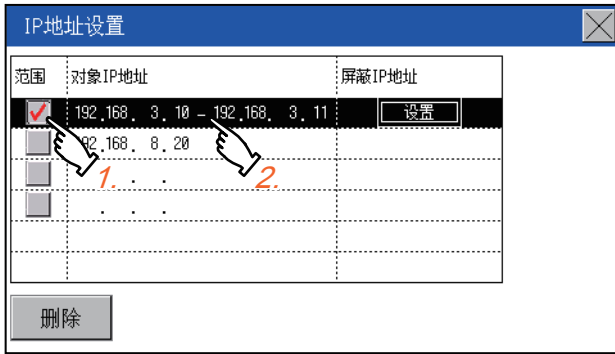 IP地址设置
范围 对象IP地址 屏蔽IP地址
192.168. 3. 10 – 192.168. 3. 11 设置
192.168. 8. 20
1. . .
2.
. . .
删除